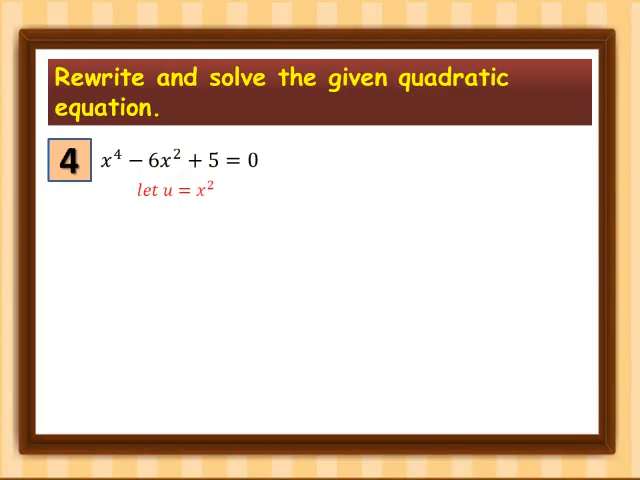 Rewrite and solve the given quadratic
equation.
4 𝑥⁴ − 6𝑥² + 5 = 0
𝑙𝑒𝑡 𝑢 = 𝑥²